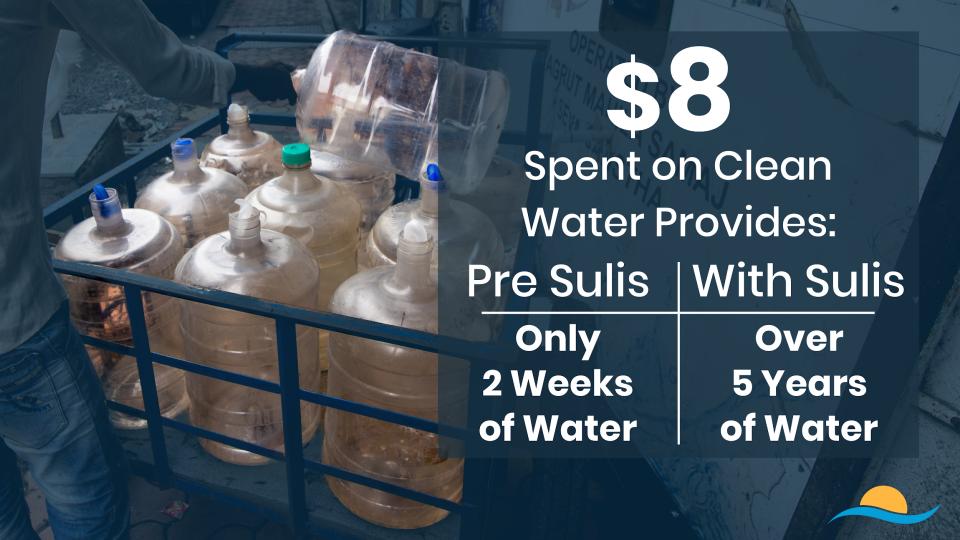 $8
Spent on Clean
Water Provides:
Pre Sulis
With Sulis
Only
2 Weeks
of Water
Over
5 Years
of Water